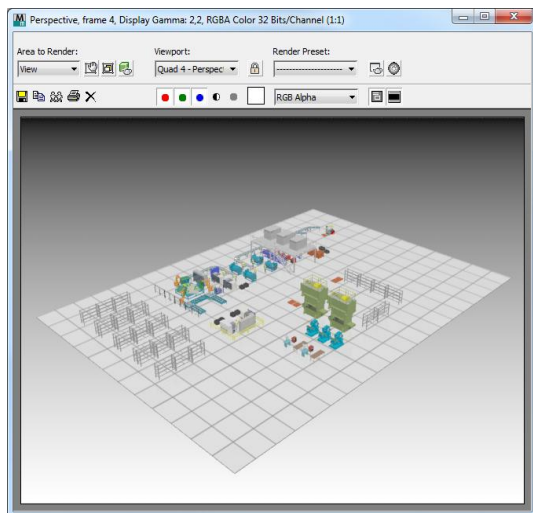 Perspective, frame 4, Display Gamma: 2,2, RGBA Color 32 Bits/Channel (1:1)
Area to Render:
Viewport:
Render Preset:
View
Quad 4 - Perspec
RGB Alpha